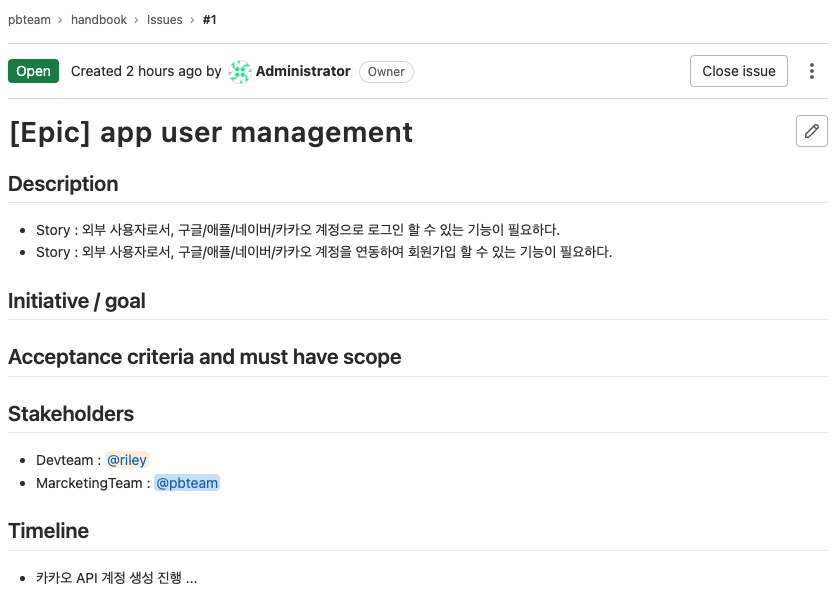 pbteam › handbook › Issues › #1
Open Created 2 hours ago by Administrator Owner Close issue
[Epic] app user management
Description
• Story : 외부 사용자로서, 구글/애플/네이버/카카오 계정으로 로그인 할 수 있는 기능이 필요하다.
• Story : 외부 사용자로서, 구글/애플/네이버/카카오 계정을 연동하여 회원가입 할 수 있는 기능이 필요하다.
Initiative / goal
Acceptance criteria and must have scope
Stakeholders
• Devteam : @riley
• MarcketingTeam : @pbteam
Timeline
• 카카오 API 계정 생성 진행 ...